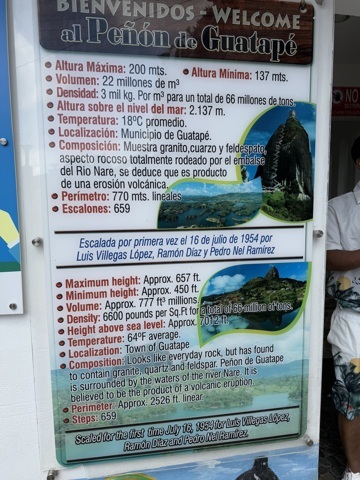 BIENVENIDOS - WELCOME
al Peñón de Guatapé
• Altura Máxima: 200 mts. • Altura Mínima: 137 mts.
• Volumen: 22 millones de m³
• Densidad: 3 mil kg. Por m³ para un total de 66 millones de tons.
• Altura sobre el nivel del mar: 2.137 m.
• Temperatura: 18ºC promedio.
• Localización: Municipio de Guatapé.
• Composición: Muestra granito,cuarzo y feldespato,
aspecto rocoso totalmente rodeado por el embalse
del Río Nare, se deduce que es producto
de una erosión volcánica.
• Perímetro: 770 mts. lineales
• Escalones: 659
Escalada por primera vez el 16 de julio de 1954 por
Luis Villegas López, Ramón Díaz y Pedro Nel Ramírez
• Maximum height: Approx. 657 ft.
• Minimum height: Approx. 450 ft.
• Volume: Approx. 777 ft³ millions.
• Density: 6600 pounds per Sq.Ft for a total of 66 million of tons.
• Height above sea level: Approx. 7012 ft
• Temperature: 64ºF average.
• Localization: Town of Guatape
• Composition: Looks like everyday rock, but has found
to contain granite, quartz and feldspar. Peñon de Guatape
is surrounded by the waters of the river Nare. It is
believed to be the product of a volcanic eruption
• Perimeter: Approx. 2526 ft. linear.
• Steps: 659
Scaled for the first time July 16, 1954 for Luis Villegas López,
Ramón Díaz and Pedro Nel Ramírez.
NO